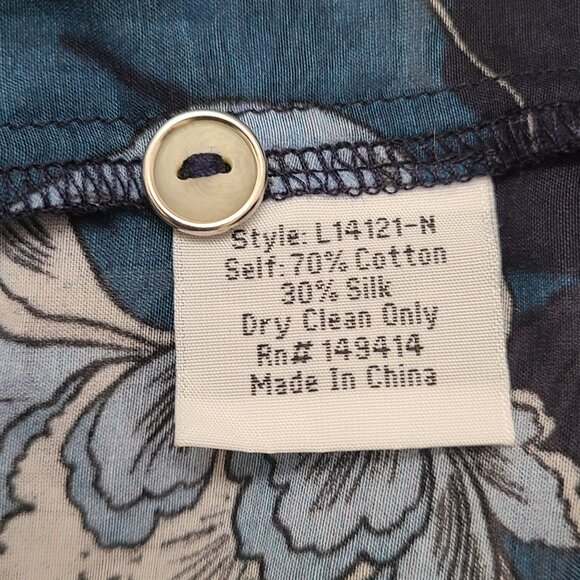 Style: L14121-N
Self: 70% Cotton
30% Silk
Dry Clean Only
Rn# 149414
Made In China